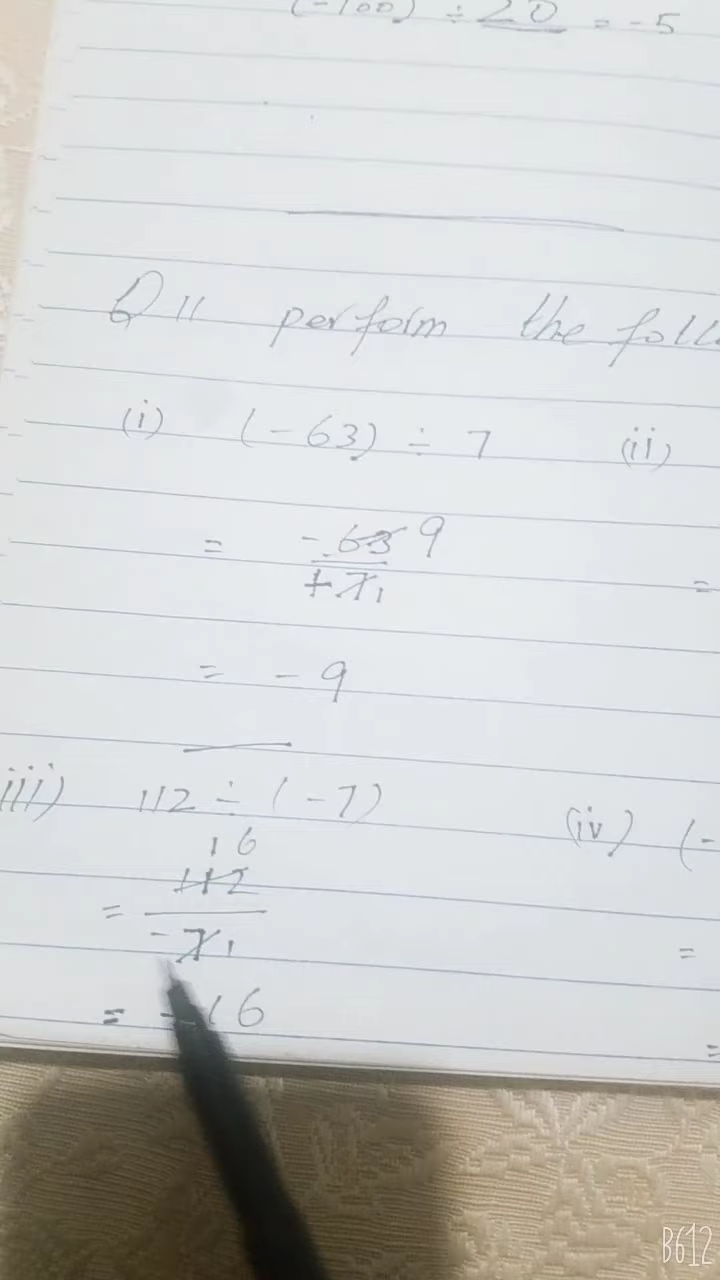 (-100) ÷ 20 = -5
Q11 perform the foll
(i) (-63) ÷ 7 (ii)
= -63 9
+7 1 =
= -9
iii) 112 ÷ (-7) (iv) (-
16
= 112
-7 1 =
= -16 =
B612